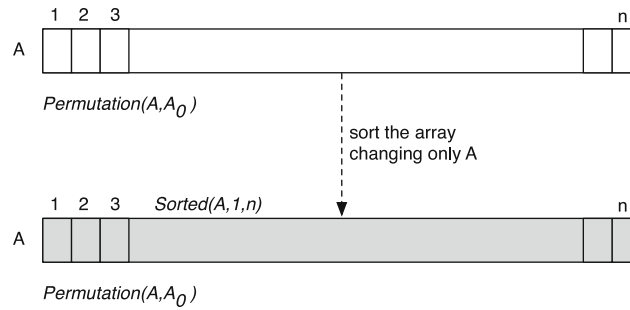 1 2 3 n
A
Permutation(A,A0 )
sort the array
changing only A
1 2 3 Sorted(A,1,n) n
A
Permutation(A,A0 )